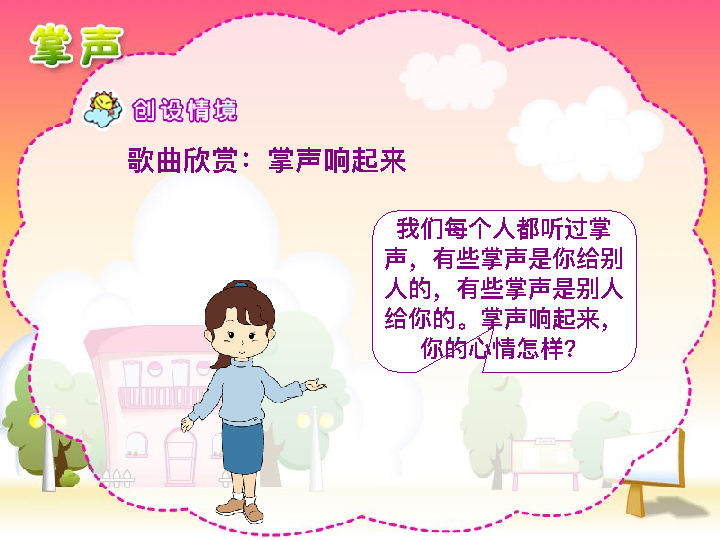 掌声
创设情境
歌曲欣赏：掌声响起来
我们每个人都听过掌
声，有些掌声是你给别
人的，有些掌声是别人
给你的。掌声响起来，
你的心情怎样？